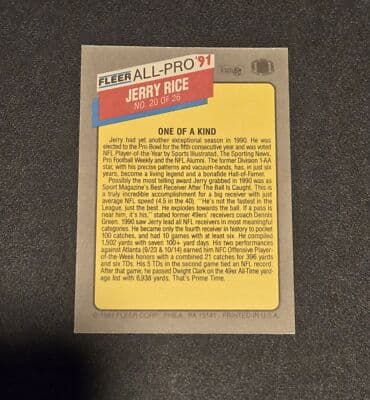 FLEER ALL-PRO '91
JERRY RICE
NO. 20 OF 26
ONE OF A KIND
Jerry had yet another exceptional season in 1990. He was
elected to the Pro-Bowl for the fifth consecutive year and was voted
NFL Player-of-the Year by Sports Illustrated, The Sporting News,
Pro Football Weekly and the NFL Alumni. The former Division 1-AA
star; with his precise patterns and vacuum-hands, has, in just six
years, become a living legend and a bonafide Hall-of-Famer.
Possibly the most telling award Jerry grabbed in 1990 was as
Sport Magazine's Best Receiver After The Ball Is Caught. This is
a truly incredible accomplishment for a big receiver with just
average NFL speed (4.5 in the 40). "He's not the fastest in the
League, just the best. He explodes towards the ball. If a pass is
near him, it's his," stated former 49ers' receivers coach Dennis
Green. 1990 saw Jerry lead all NFL receivers in most meaningful
categories. He became only the fourth receiver in history to pocket
100 catches, and had 10 games with at least six. He compiled
1,502 yards with seven 100+ yard days. His two performances
against Atlanta (9/23 & 10/14) earned him NFC Offensive Player-
of-the-Week honors with a combined 21 catches for 396 yards
and six TDs. His 5 TDs in the second game tied an NFL record.
After that game, he passed Dwight Clark on the 49er All-time yard-
age list with 6,938 yards. That's Prime Time.
© 1991 FLEER CORP., PHILA., PA 19141 PRINTED IN U.S.A.